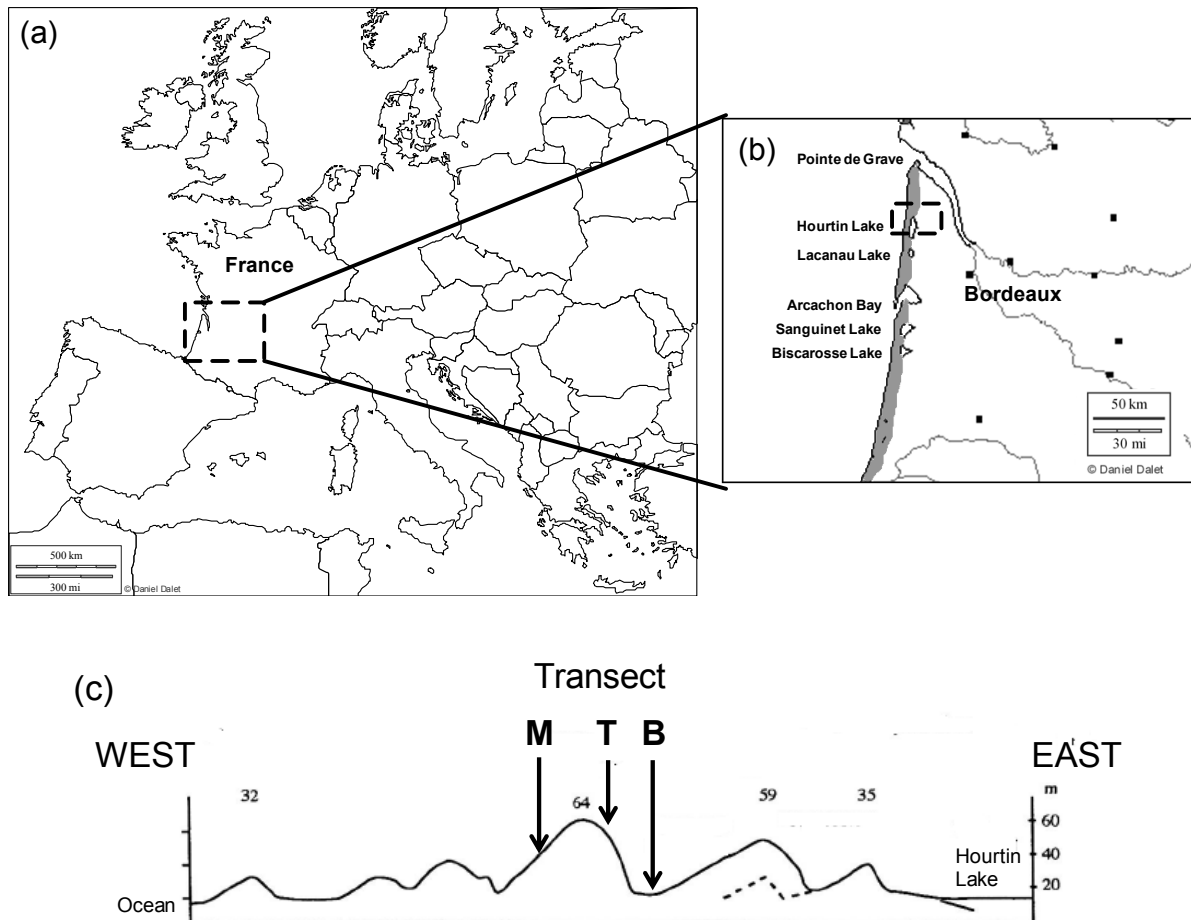 (a)
France
500 km
300 mi
© Daniel Dalet
(b)
Pointe de Grave
Hourtin Lake
Lacanau Lake
Bordeaux
Arcachon Bay
Sanguinet Lake
Biscarosse Lake
50 km
30 mi
© Daniel Dalet
(c)
Transect
M T B
WEST
EAST
32
64
59
35
m
60
40
20
Hourtin
Lake
Ocean